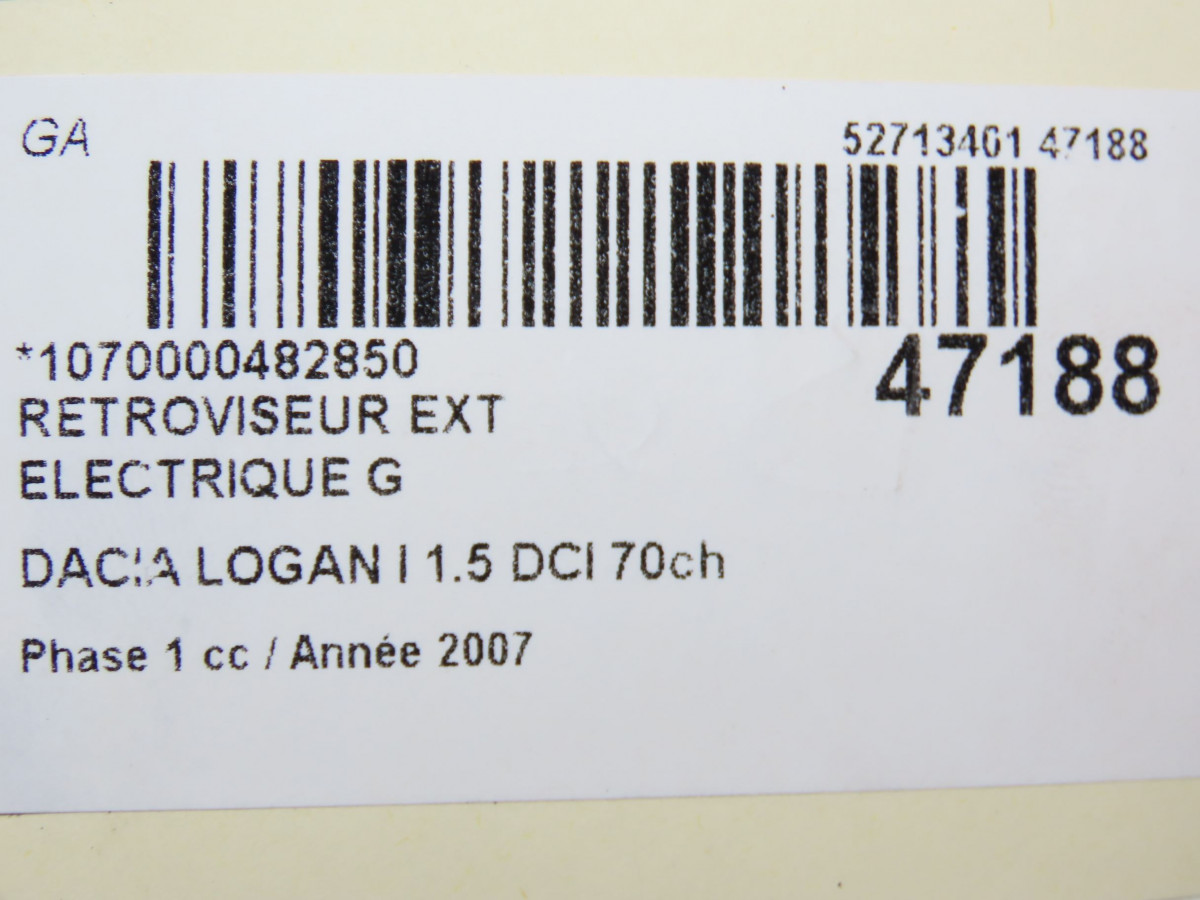 GA
52713401 47188
*1070000482850
47188
RETROVISEUR EXT
ELECTRIQUE G
DACIA LOGAN I 1.5 DCI 70ch
Phase 1 cc / Année 2007